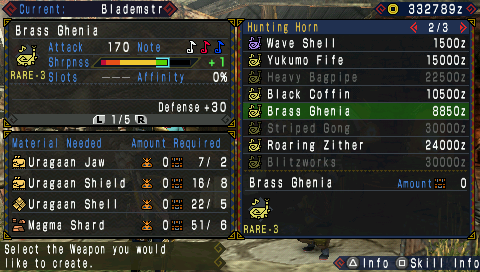 Current: Blademstr
332789z
Brass Ghenia
Attack 170 Note
Shrpnss +1
RARE-3
Slots --- Affinity 0%
Defense +30
L 1/5 R
Material Needed Amount Required
Uragaan Jaw 0 7/ 2
Uragaan Shield 0 16/ 8
Uragaan Shell 0 22/ 5
Magma Shard 0 51/ 6
Select the Weapon you would
like to create.
Hunting Horn 2/3
Wave Shell 1500z
Yukumo Fife 15000z
Heavy Bagpipe 22500z
Black Coffin 10500z
Brass Ghenia 8850z
Striped Gong 30000z
Roaring Zither 24000z
Blitzworks 30000z
Brass Ghenia Amount 0
RARE-3
Info Skill Info